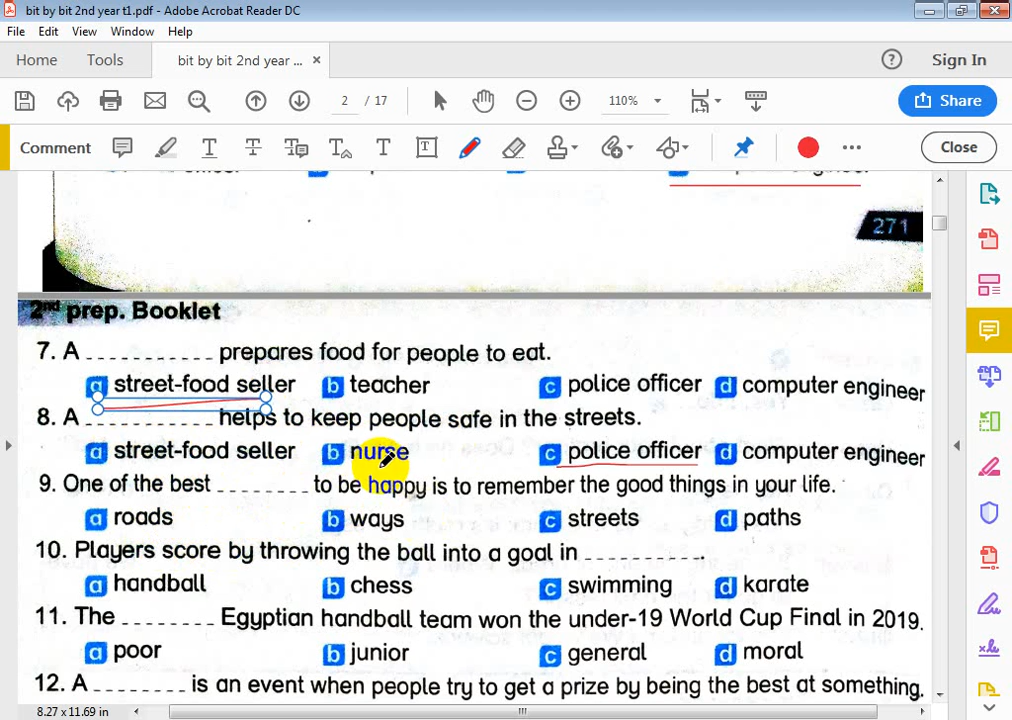 bit by bit 2nd year t1.pdf - Adobe Acrobat Reader DC
File Edit View Window Help
Home Tools bit by bit 2nd year ... × Sign In
2 / 17 110% Share
Comment Close
271
2nd prep. Booklet
7. A ____________ prepares food for people to eat.
a street-food seller b teacher c police officer d computer engineer
8. A ____________ helps to keep people safe in the streets.
a street-food seller b nurse c police officer d computer engineer
9. One of the best _________ to be happy is to remember the good things in your life.
a roads b ways c streets d paths
10. Players score by throwing the ball into a goal in ____________.
a handball b chess c swimming d karate
11. The ________ Egyptian handball team won the under-19 World Cup Final in 2019.
a poor b junior c general d moral
12. A ________ is an event when people try to get a prize by being the best at something.
8.27 x 11.69 in